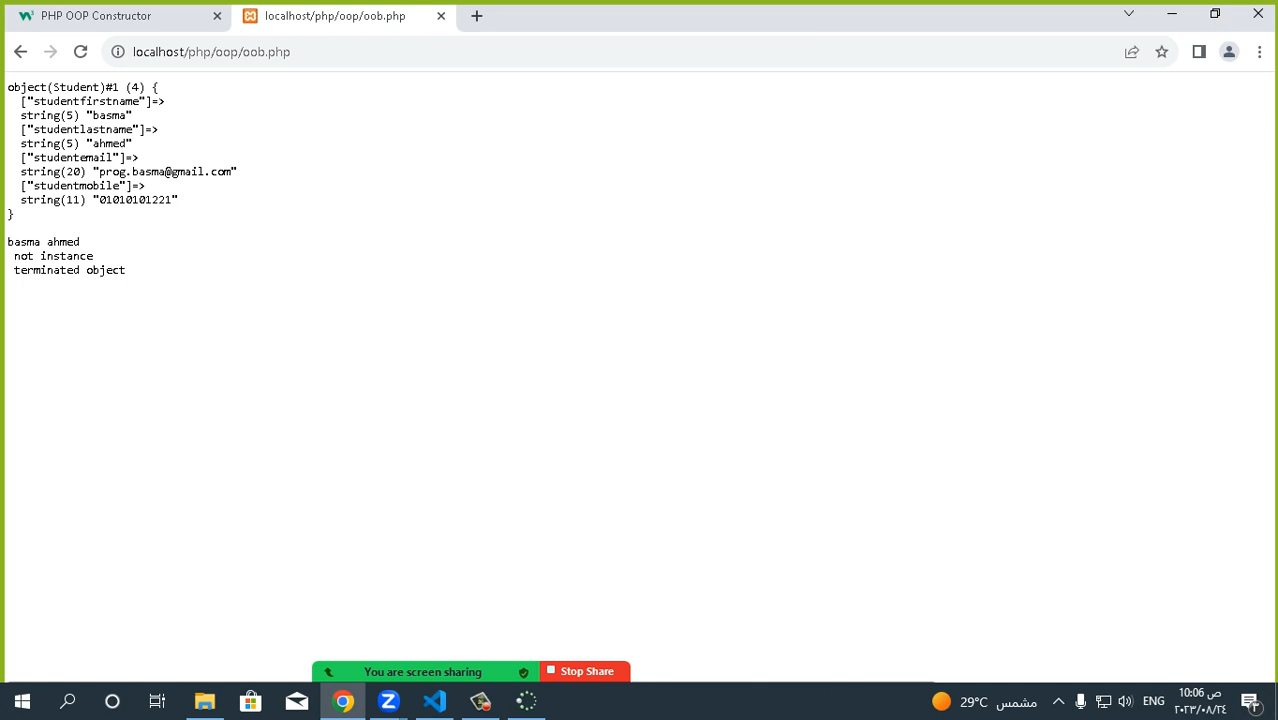 PHP OOP Constructor
localhost/php/oop/oob.php
localhost/php/oop/oob.php
object(Student)#1 (4) {
  ["studentfirstname"]=>
  string(5) "basma"
  ["studentlastname"]=>
  string(5) "ahmed"
  ["studentemail"]=>
  string(20) "prog.basma@gmail.com"
  ["studentmobile"]=>
  string(11) "01010101221"
}
basma ahmed
 not instance
 terminated object
You are screen sharing
Stop Share
29°C مشمس
ENG
10:06 ص
٢٠٢٣/٠٨/٢٤